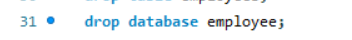 31 drop database employee;